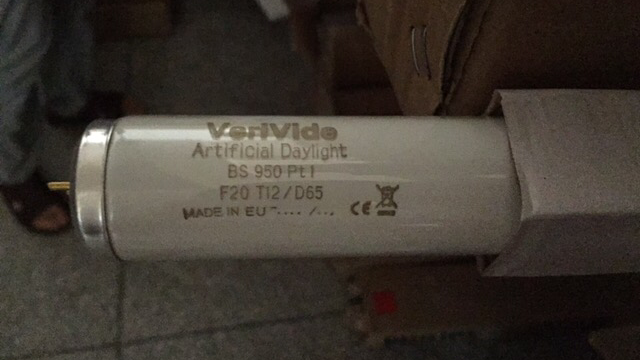 VeriVide
Artificial Daylight
BS 950 Pt1
F20 T12/D65
MADE IN EU
CE